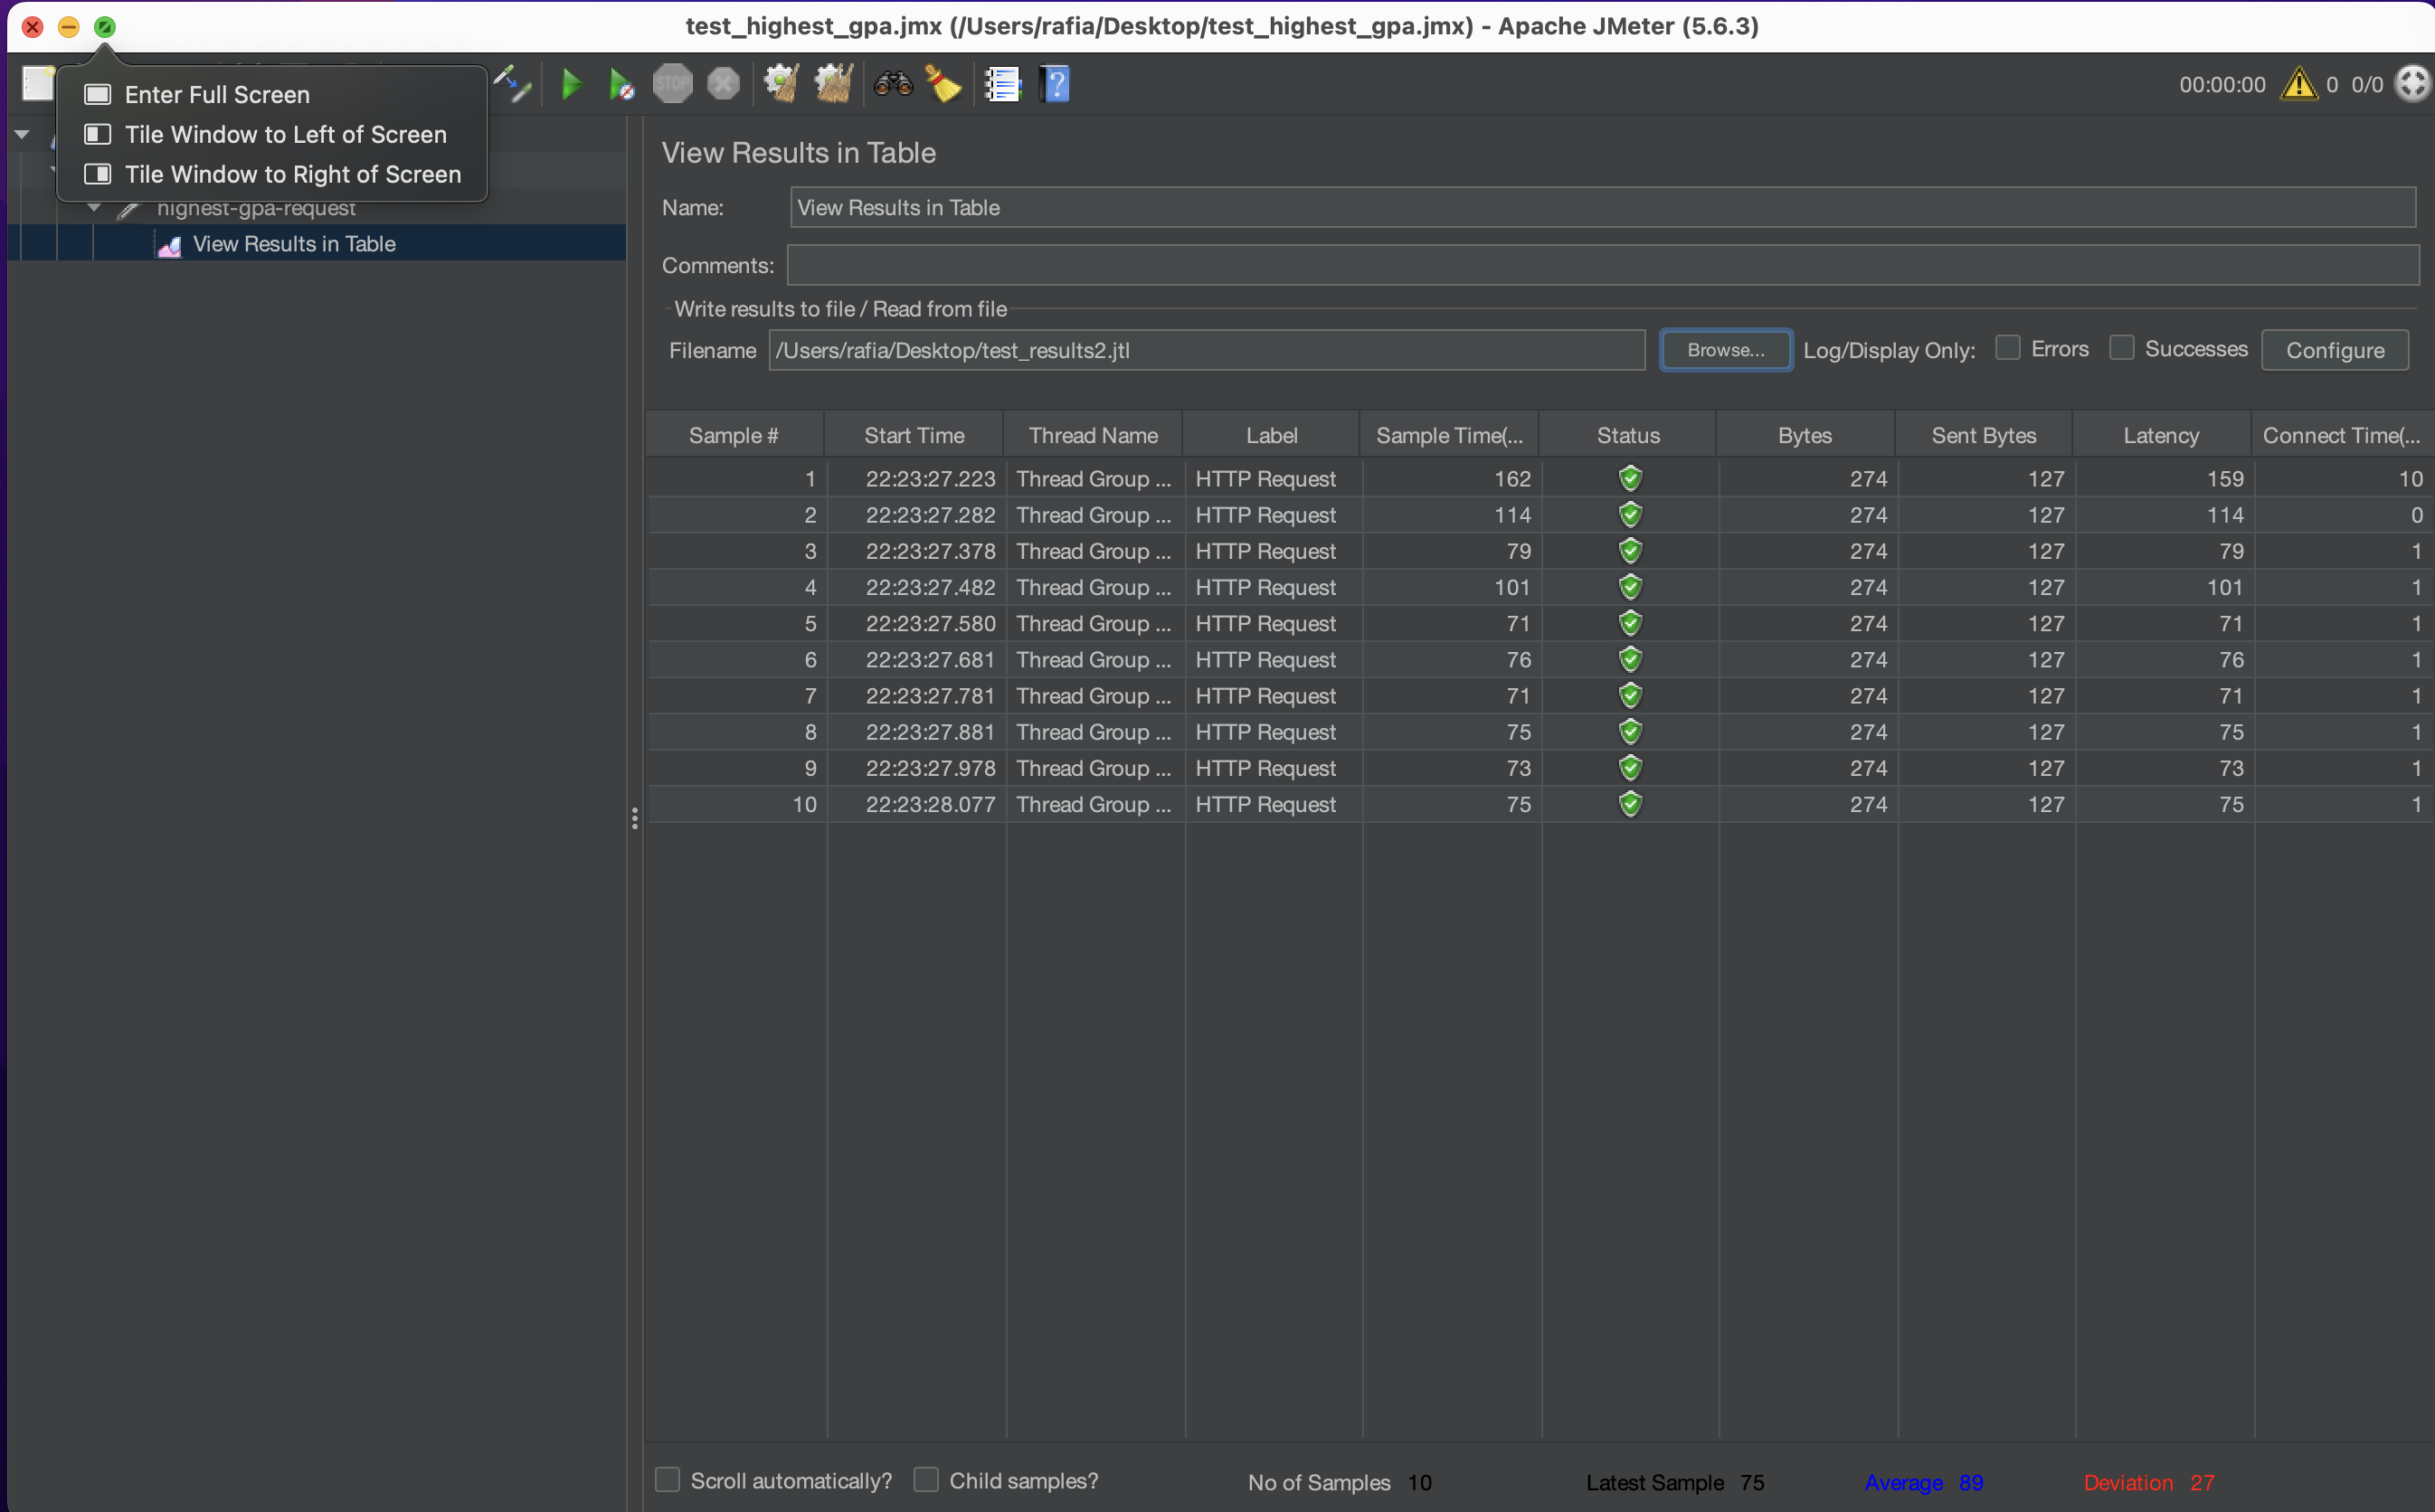 test_highest_gpa.jmx (/Users/rafia/Desktop/test_highest_gpa.jmx) - Apache JMeter (5.6.3)
Enter Full Screen
Tile Window to Left of Screen
Tile Window to Right of Screen
STOP
00:00:00 0 0/0
highest-gpa-request
View Results in Table
View Results in Table
Name: View Results in Table
Comments:
Write results to file / Read from file
Filename /Users/rafia/Desktop/test_results2.jtl Browse... Log/Display Only: Errors Successes Configure
Sample # Start Time Thread Name Label Sample Time(... Status Bytes Sent Bytes Latency Connect Time(...
1 22:23:27.223 Thread Group ... HTTP Request 162 274 127 159 10
2 22:23:27.282 Thread Group ... HTTP Request 114 274 127 114 0
3 22:23:27.378 Thread Group ... HTTP Request 79 274 127 79 1
4 22:23:27.482 Thread Group ... HTTP Request 101 274 127 101 1
5 22:23:27.580 Thread Group ... HTTP Request 71 274 127 71 1
6 22:23:27.681 Thread Group ... HTTP Request 76 274 127 76 1
7 22:23:27.781 Thread Group ... HTTP Request 71 274 127 71 1
8 22:23:27.881 Thread Group ... HTTP Request 75 274 127 75 1
9 22:23:27.978 Thread Group ... HTTP Request 73 274 127 73 1
10 22:23:28.077 Thread Group ... HTTP Request 75 274 127 75 1
Scroll automatically? Child samples? No of Samples 10 Latest Sample 75 Average 89 Deviation 27